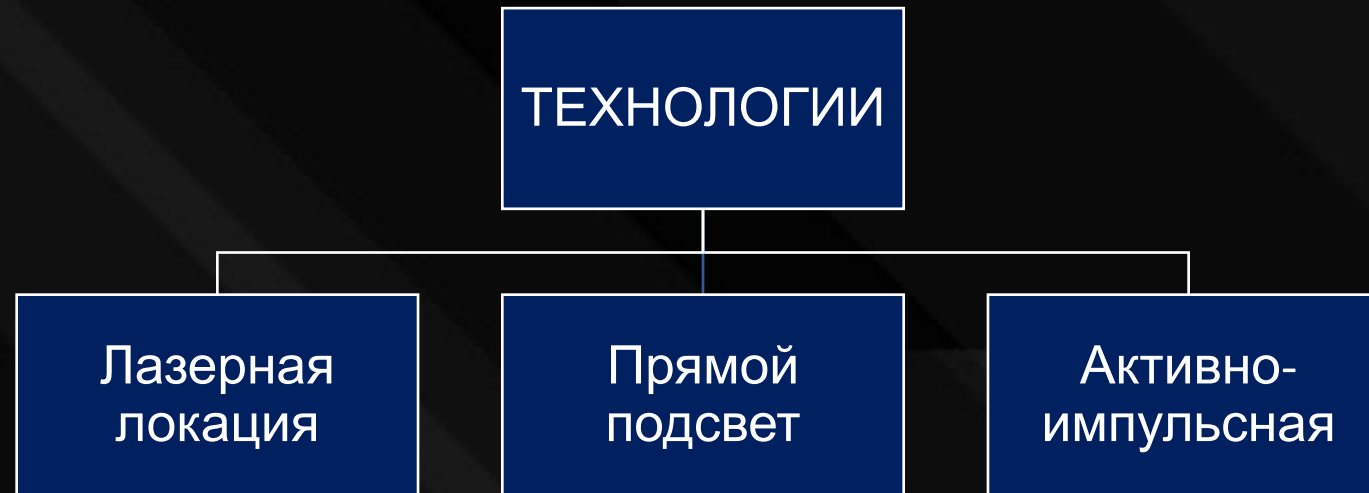 ТЕХНОЛОГИИ
Лазерная
локация
Прямой
подсвет
Активно-
импульсная